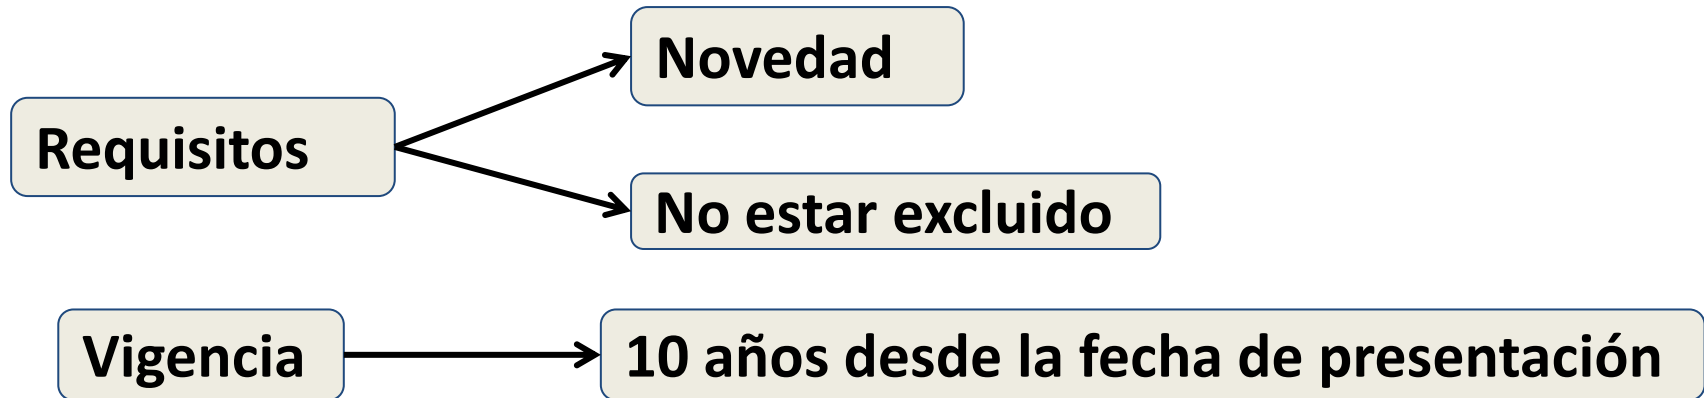 Novedad
Requisitos
No estar excluido
Vigencia
10 años desde la fecha de presentación